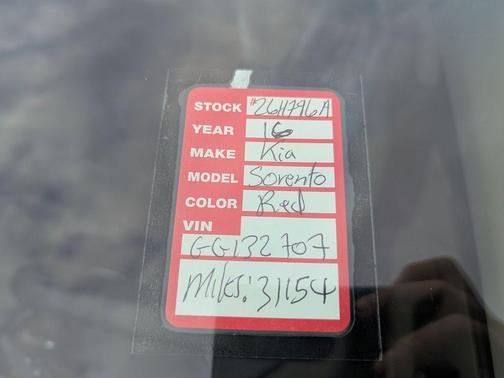 STOCK #26H796A
YEAR 16
MAKE Kia
MODEL Sorento
COLOR Red
VIN
GG132707
Miles: 31154